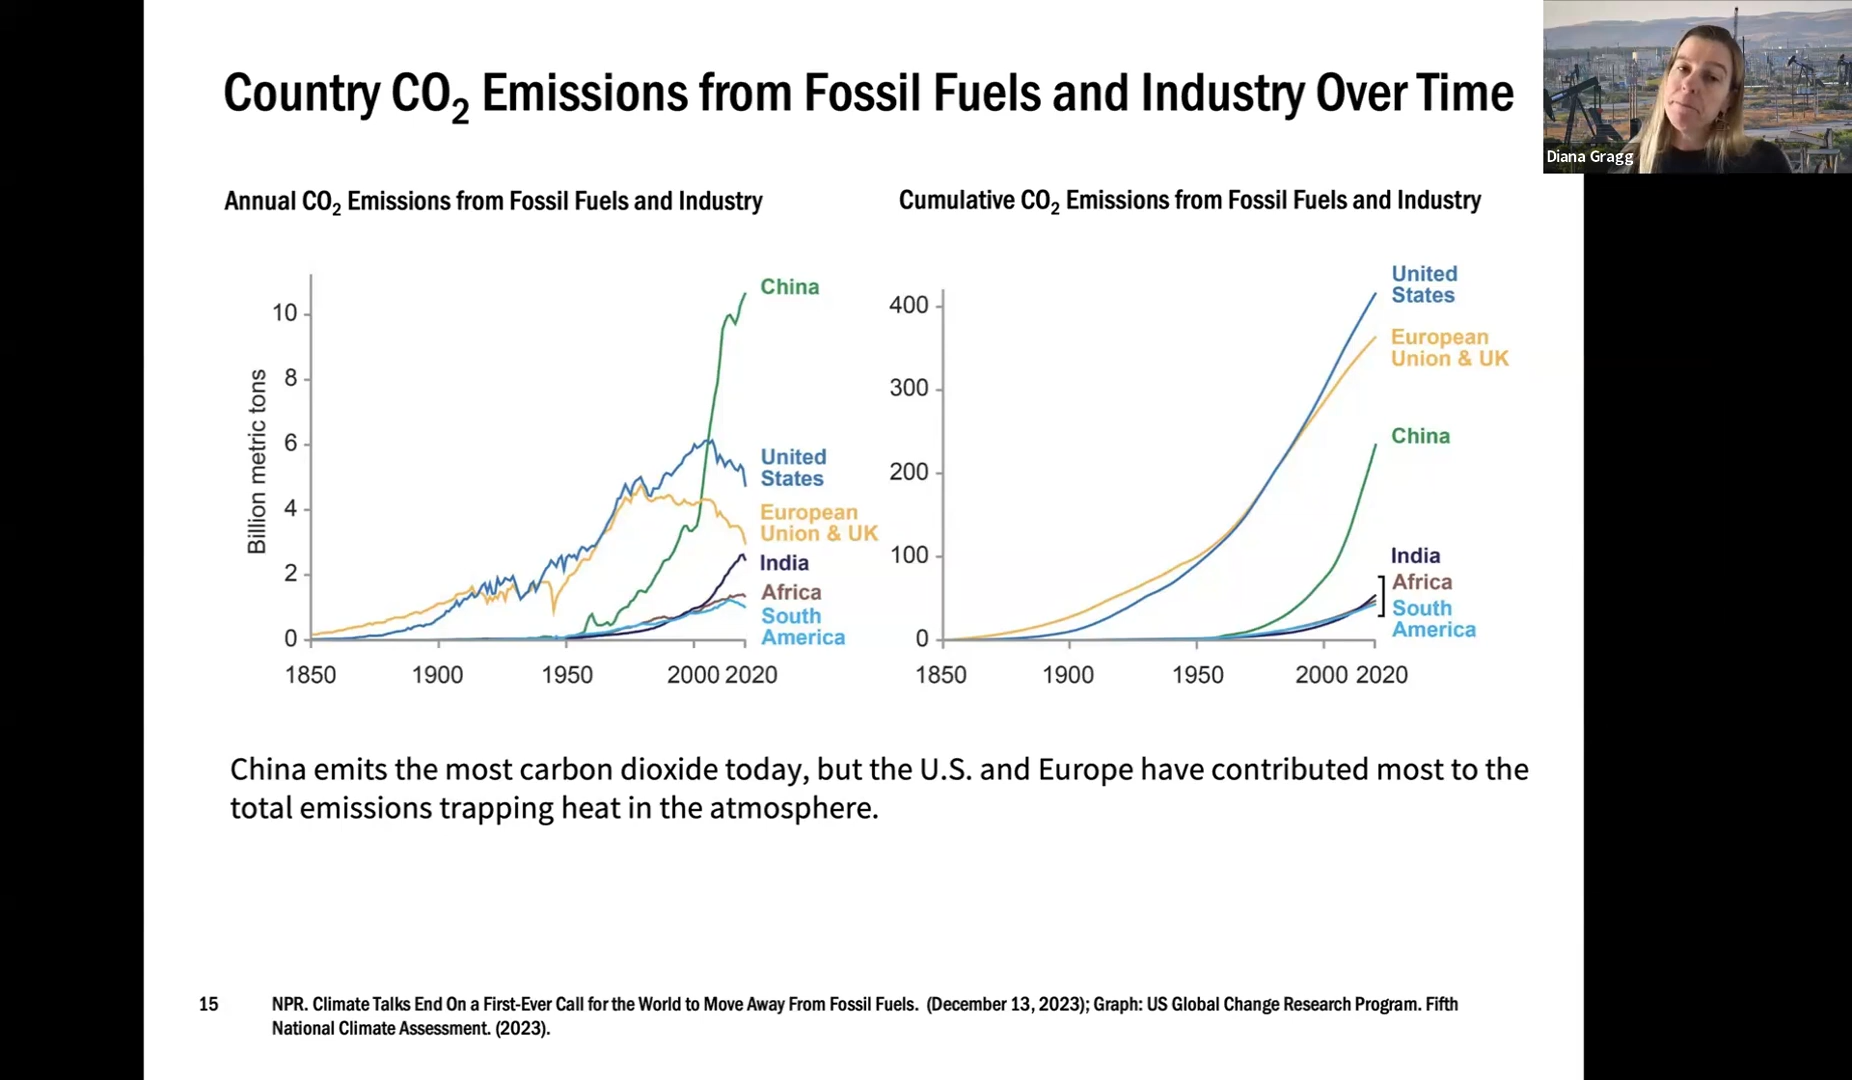 Country CO2 Emissions from Fossil Fuels and Industry Over Time
Diana Gragg
Annual CO2 Emissions from Fossil Fuels and Industry
Billion metric tons
10
8
6
4
2
0
1850
1900
1950
2000
2020
China
United
States
European
Union & UK
India
Africa
South
America
Cumulative CO2 Emissions from Fossil Fuels and Industry
400
300
200
100
0
1850
1900
1950
2000
2020
United
States
European
Union & UK
China
India
Africa
South
America
China emits the most carbon dioxide today, but the U.S. and Europe have contributed most to the
total emissions trapping heat in the atmosphere.
15
NPR. Climate Talks End On a First-Ever Call for the World to Move Away From Fossil Fuels. (December 13, 2023); Graph: US Global Change Research Program. Fifth
National Climate Assessment. (2023).